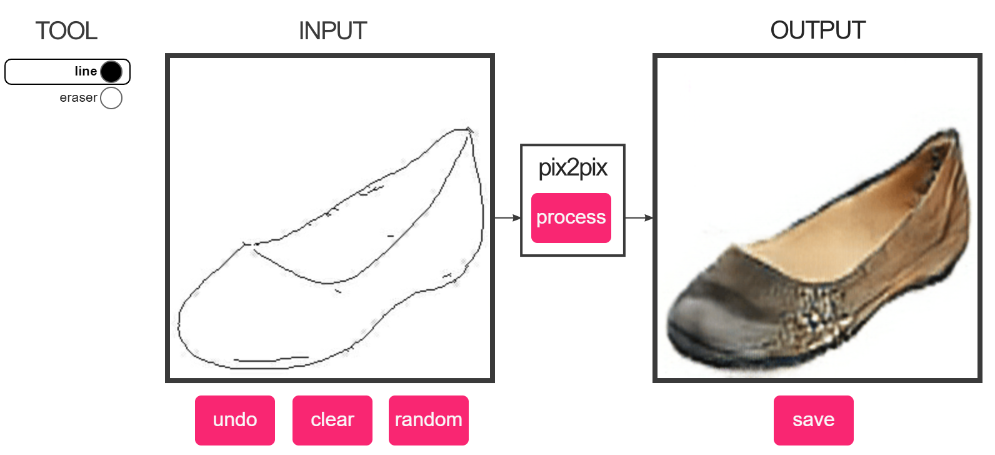 TOOL
INPUT
OUTPUT
line
eraser
pix2pix
process
undo
clear
random
save